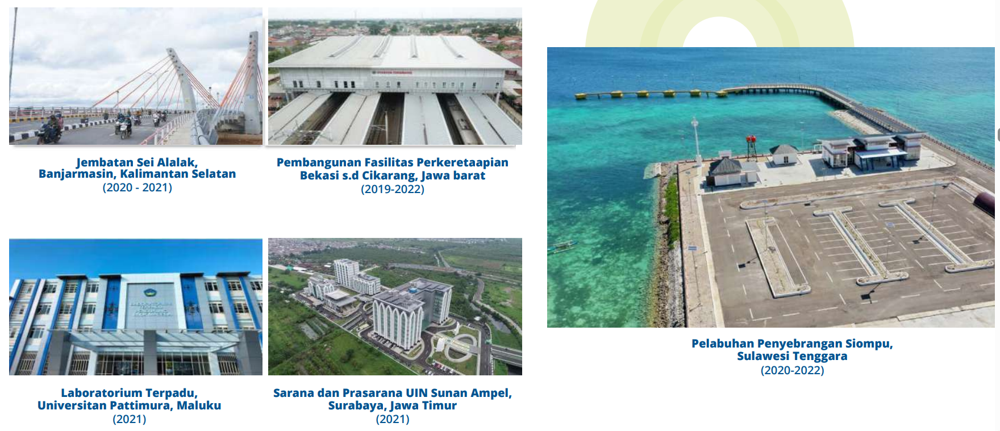 Jembatan Sei Alalak,
Banjarmasin, Kalimantan Selatan
(2020 - 2021)
Pembangunan Fasilitas Perkeretaapian
Bekasi s.d Cikarang, Jawa barat
(2019-2022)
Laboratorium Terpadu,
Universitan Pattimura, Maluku
(2021)
Sarana dan Prasarana UIN Sunan Ampel,
Surabaya, Jawa Timur
(2021)
Pelabuhan Penyebrangan Siompu,
Sulawesi Tenggara
(2020-2022)